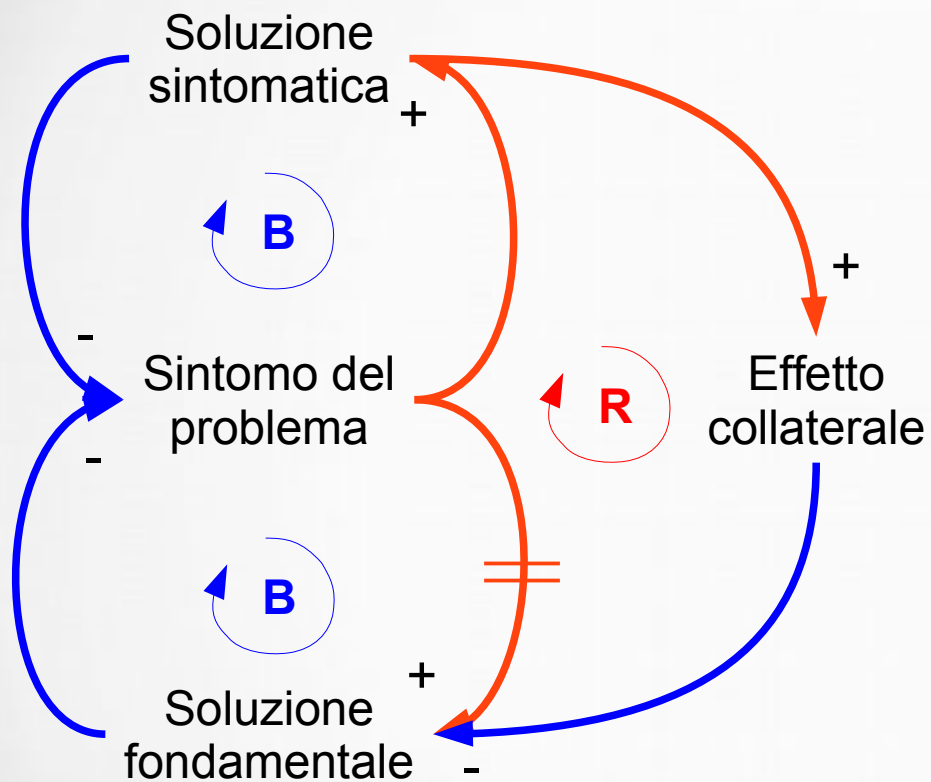 Soluzione
sintomatica
+
B
+
-
Sintomo del
problema
-
R
Effetto
collaterale
B
+
Soluzione
fondamentale
-